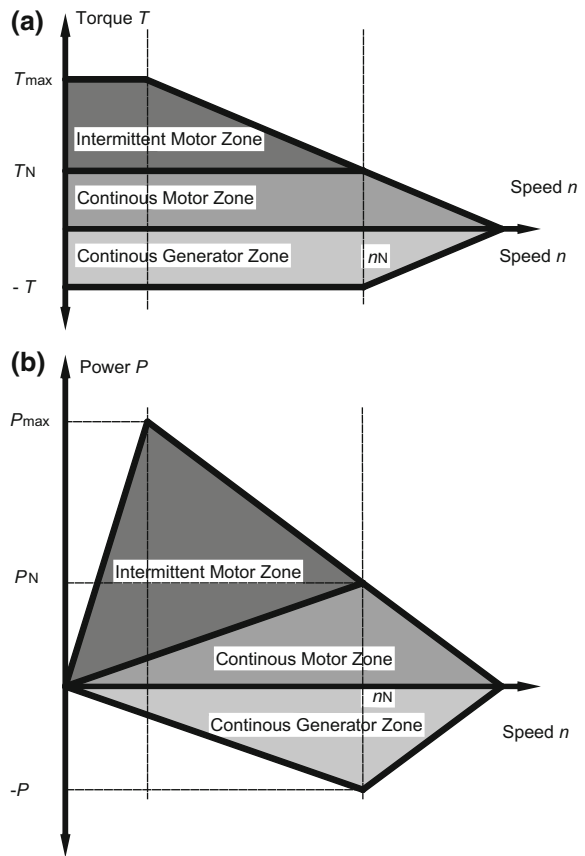 (a)
Torque T
Tmax
Intermittent Motor Zone
TN
Continous Motor Zone
Speed n
Continous Generator Zone
nN
Speed n
- T
(b)
Power P
Pmax
Intermittent Motor Zone
PN
Continous Motor Zone
nN
Continous Generator Zone
Speed n
-P